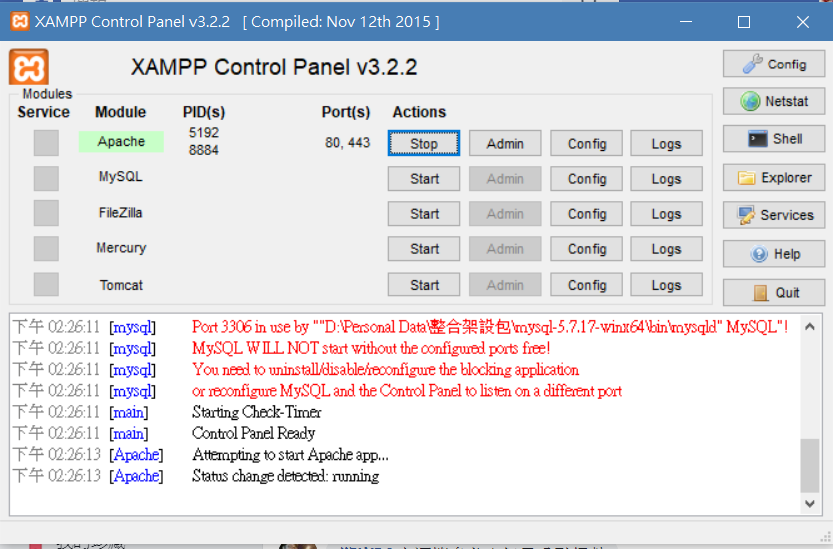 XAMPP Control Panel v3.2.2 [ Compiled: Nov 12th 2015 ]
XAMPP Control Panel v3.2.2
Config
Modules
Service Module PID(s) Port(s) Actions
Netstat
Apache 5192 8884 80, 443 Stop Admin Config Logs
Shell
MySQL Start Admin Config Logs
Explorer
FileZilla Start Admin Config Logs
Services
Mercury Start Admin Config Logs
Help
Tomcat Start Admin Config Logs
Quit
下午 02:26:11 [mysql] Port 3306 in use by ""D:\Personal Data\整合架設包\mysql-5.7.17-winx64\bin\mysqld" MySQL"!
下午 02:26:11 [mysql] MySQL WILL NOT start without the configured ports free!
下午 02:26:11 [mysql] You need to uninstall/disable/reconfigure the blocking application
下午 02:26:11 [mysql] or reconfigure MySQL and the Control Panel to listen on a different port
下午 02:26:11 [main] Starting Check-Timer
下午 02:26:11 [main] Control Panel Ready
下午 02:26:13 [Apache] Attempting to start Apache app...
下午 02:26:13 [Apache] Status change detected: running